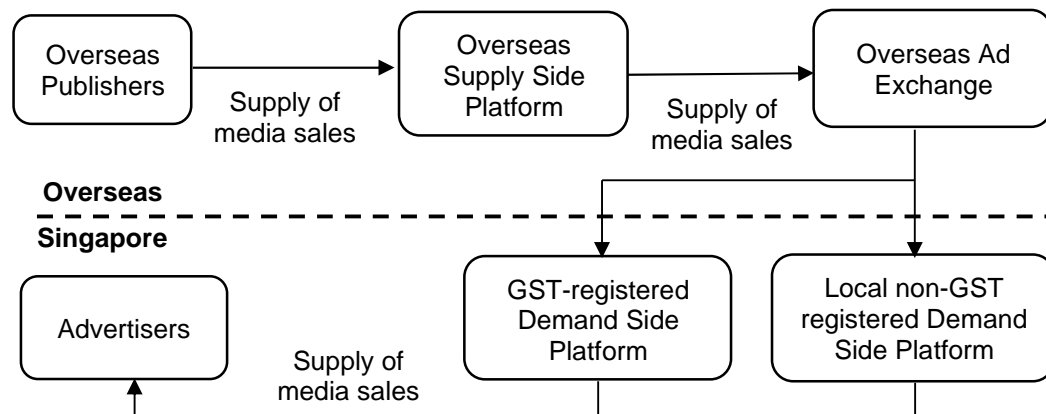 Overseas
Publishers
Overseas
Supply Side
Platform
Overseas Ad
Exchange
Supply of
media sales
Supply of
media sales
Overseas
Singapore
Advertisers
GST-registered
Demand Side
Platform
Local non-GST
registered Demand
Side Platform
Supply of
media sales